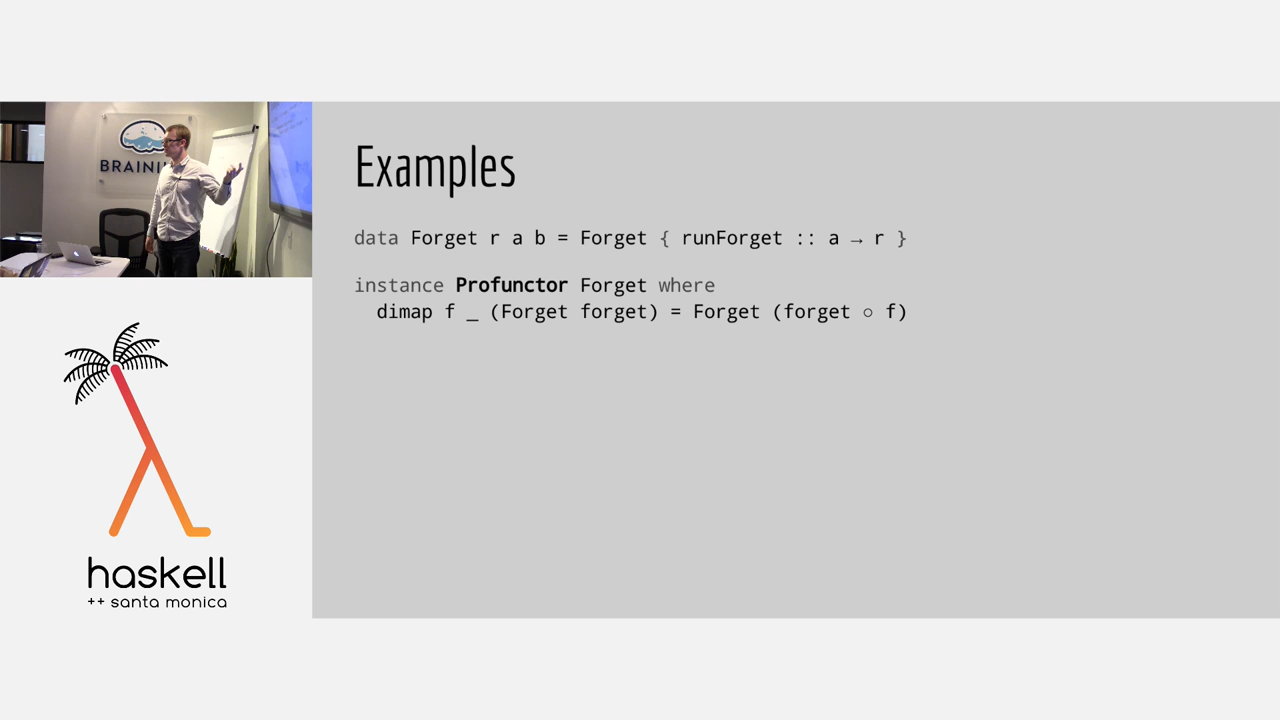 BRAINI
Examples
data Forget r a b = Forget { runForget :: a → r }
instance Profunctor Forget where
  dimap f _ (Forget forget) = Forget (forget ○ f)
haskell
++ santa monica